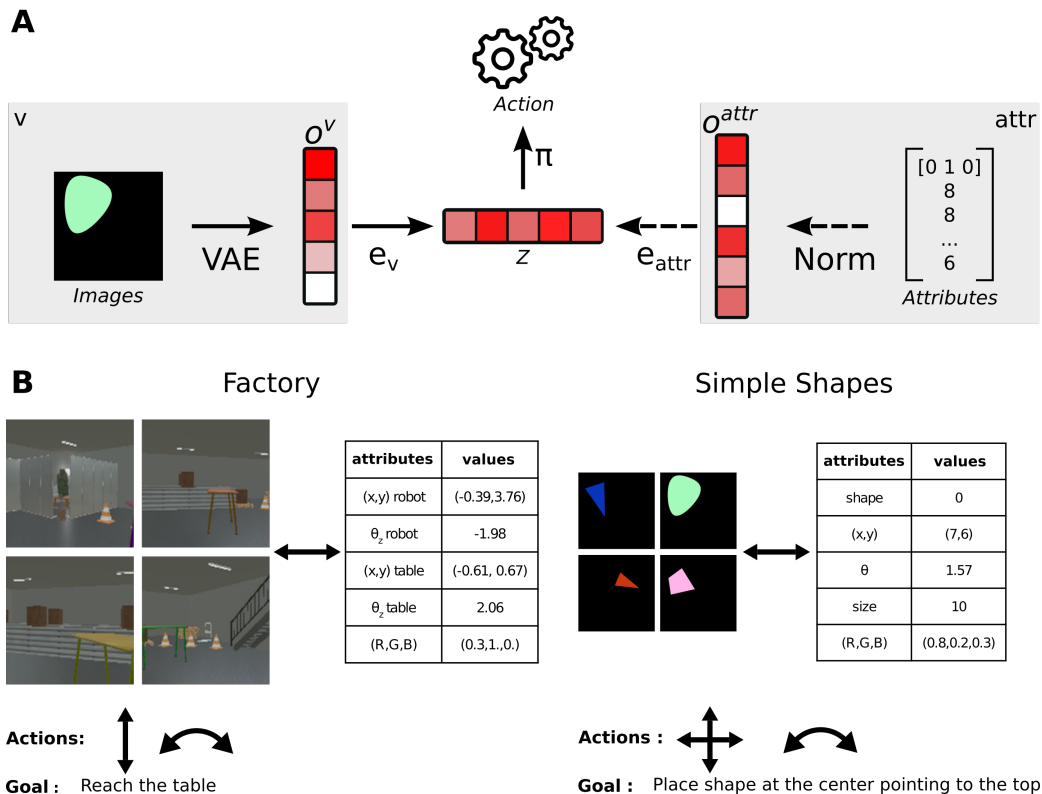 A
Action
v
o^v
o^attr
attr
π
[0 1 0]
8
8
...
6
VAE
e_v
z
e_attr
Norm
Images
Attributes
B
Factory
Simple Shapes
attributes values
(x,y) robot (-0.39,3.76)
θ_z robot -1.98
(x,y) table (-0.61, 0.67)
θ_z table 2.06
(R,G,B) (0.3,1.,0.)
attributes values
shape 0
(x,y) (7,6)
θ 1.57
size 10
(R,G,B) (0.8,0.2,0.3)
Actions:
Goal : Reach the table
Actions :
Goal : Place shape at the center pointing to the top